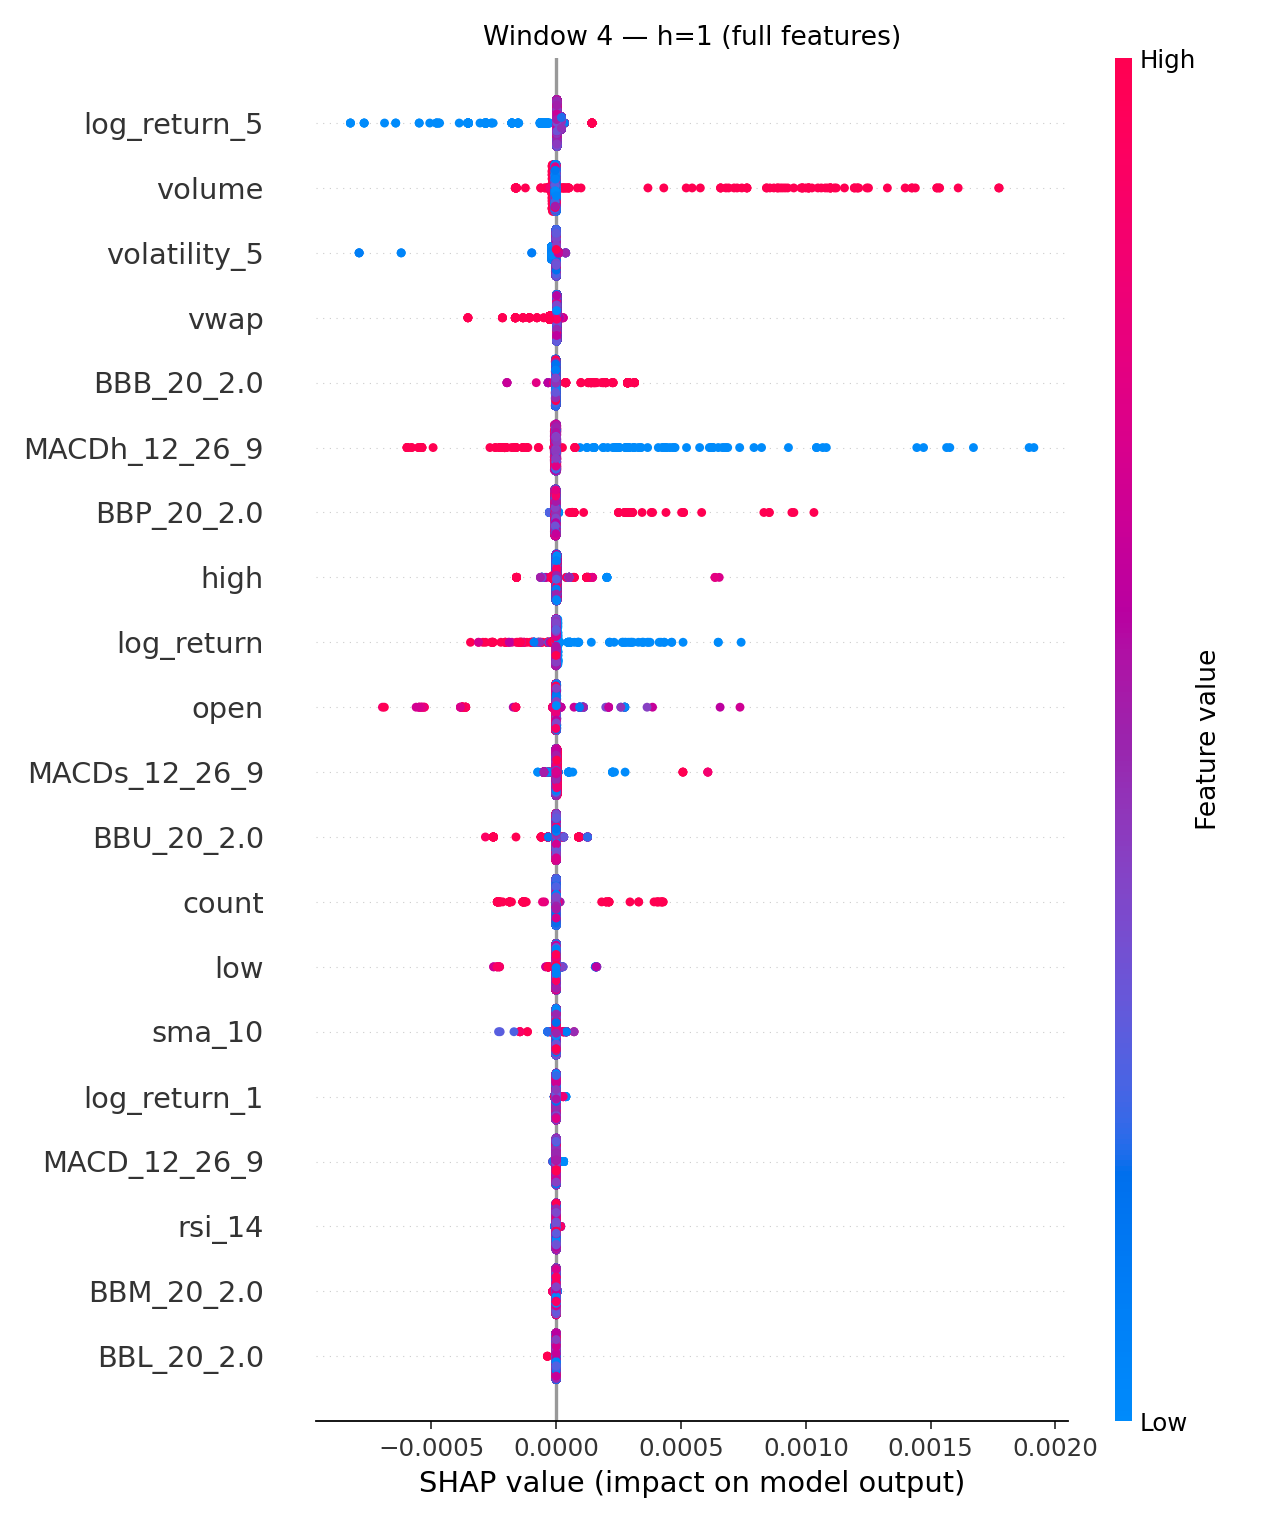 Window 4 — h=1 (full features)
High
log_return_5
volume
volatility_5
vwap
BBB_20_2.0
MACDh_12_26_9
BBP_20_2.0
high
log_return
open
MACDs_12_26_9
BBU_20_2.0
count
low
sma_10
log_return_1
MACD_12_26_9
rsi_14
BBM_20_2.0
BBL_20_2.0
Feature value
Low
−0.0005 0.0000 0.0005 0.0010 0.0015 0.0020
SHAP value (impact on model output)